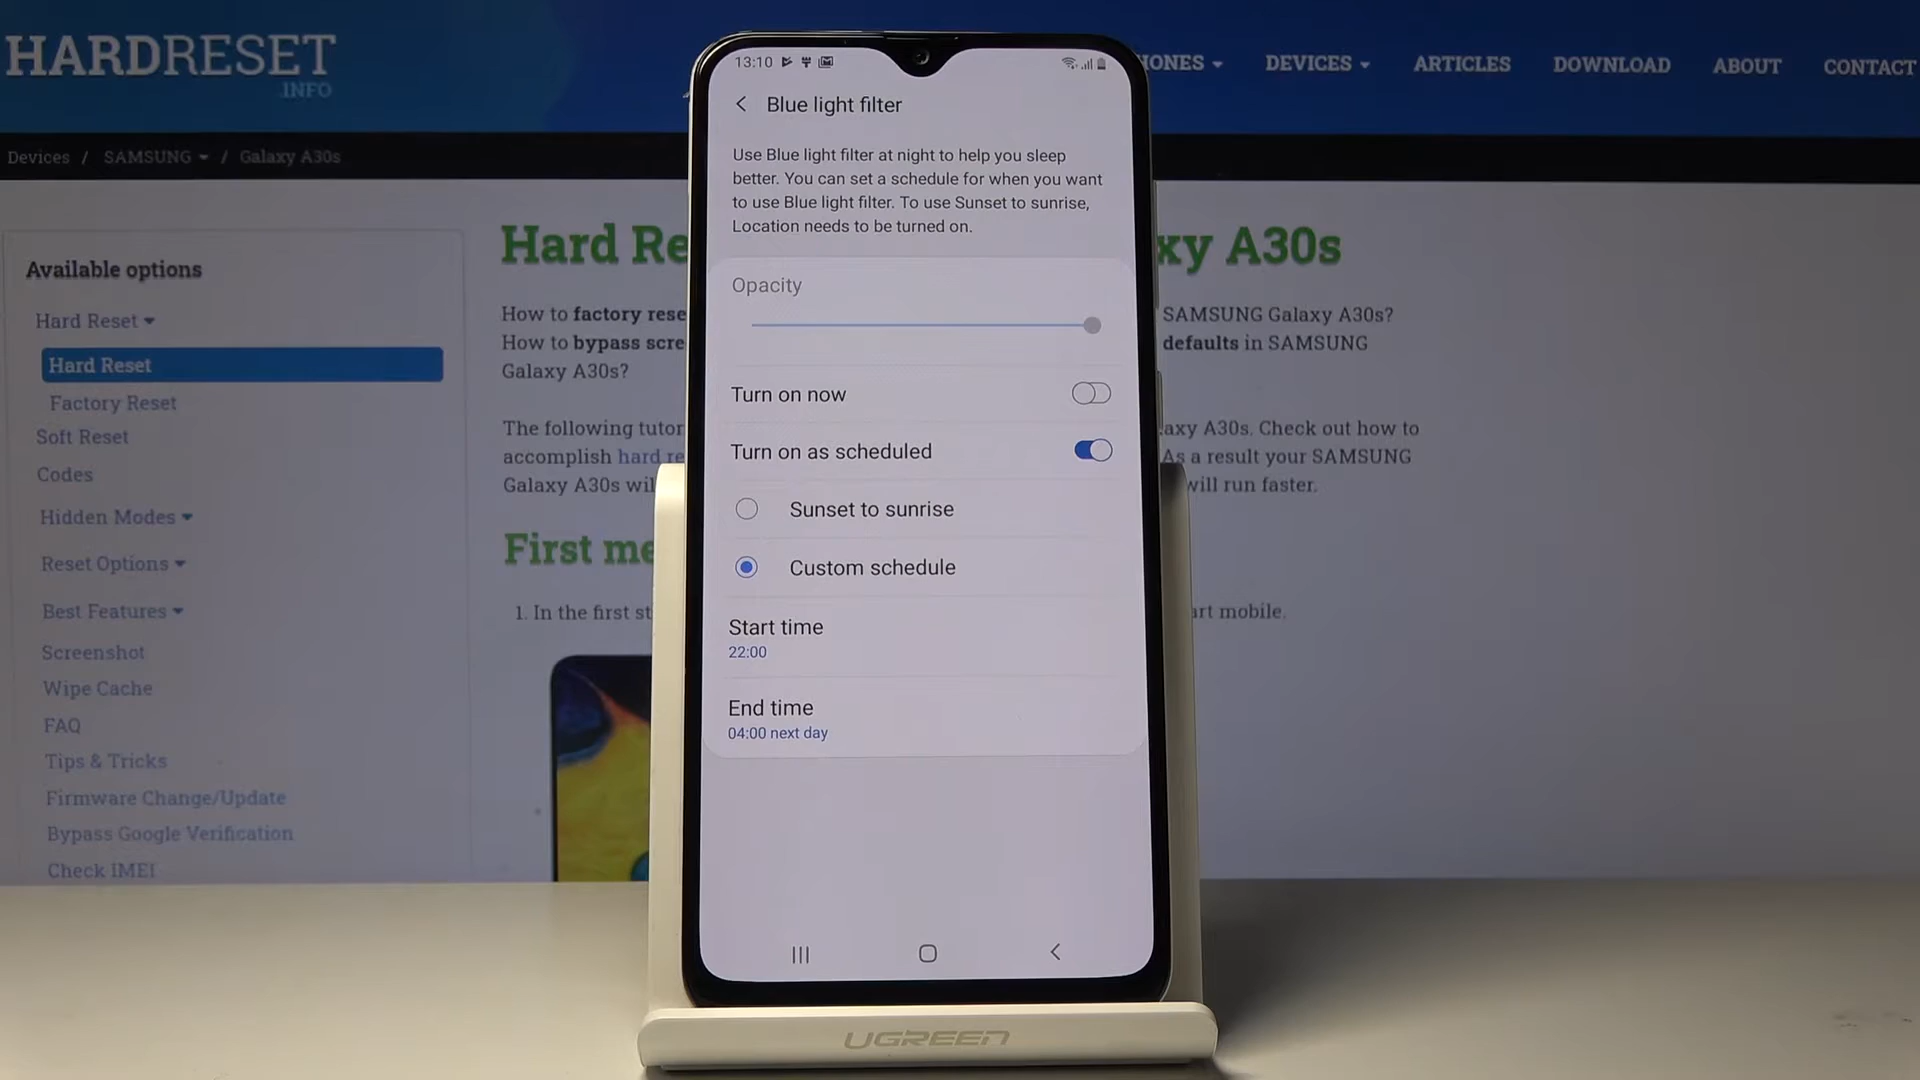 HARDRESET
.INFO
HONES
DEVICES
ARTICLES
DOWNLOAD
ABOUT
CONTACT
Devices / SAMSUNG / Galaxy A30s
Available options
Hard Reset
Hard Reset
Factory Reset
Soft Reset
Codes
Hidden Modes
Reset Options
Best Features
Screenshot
Wipe Cache
FAQ
Tips & Tricks
Firmware Change/Update
Bypass Google Verification
Check IMEI
Hard Re
xy A30s
How to factory rese
SAMSUNG Galaxy A30s?
How to bypass scre
defaults in SAMSUNG
Galaxy A30s?
The following tutor
axy A30s. Check out how to
accomplish hard re
As a result your SAMSUNG
Galaxy A30s wil
will run faster.
First me
1. In the first st
art mobile.
13:10
Blue light filter
Use Blue light filter at night to help you sleep
better. You can set a schedule for when you want
to use Blue light filter. To use Sunset to sunrise,
Location needs to be turned on.
Opacity
Turn on now
Turn on as scheduled
Sunset to sunrise
Custom schedule
Start time
22:00
End time
04:00 next day
UGREEN